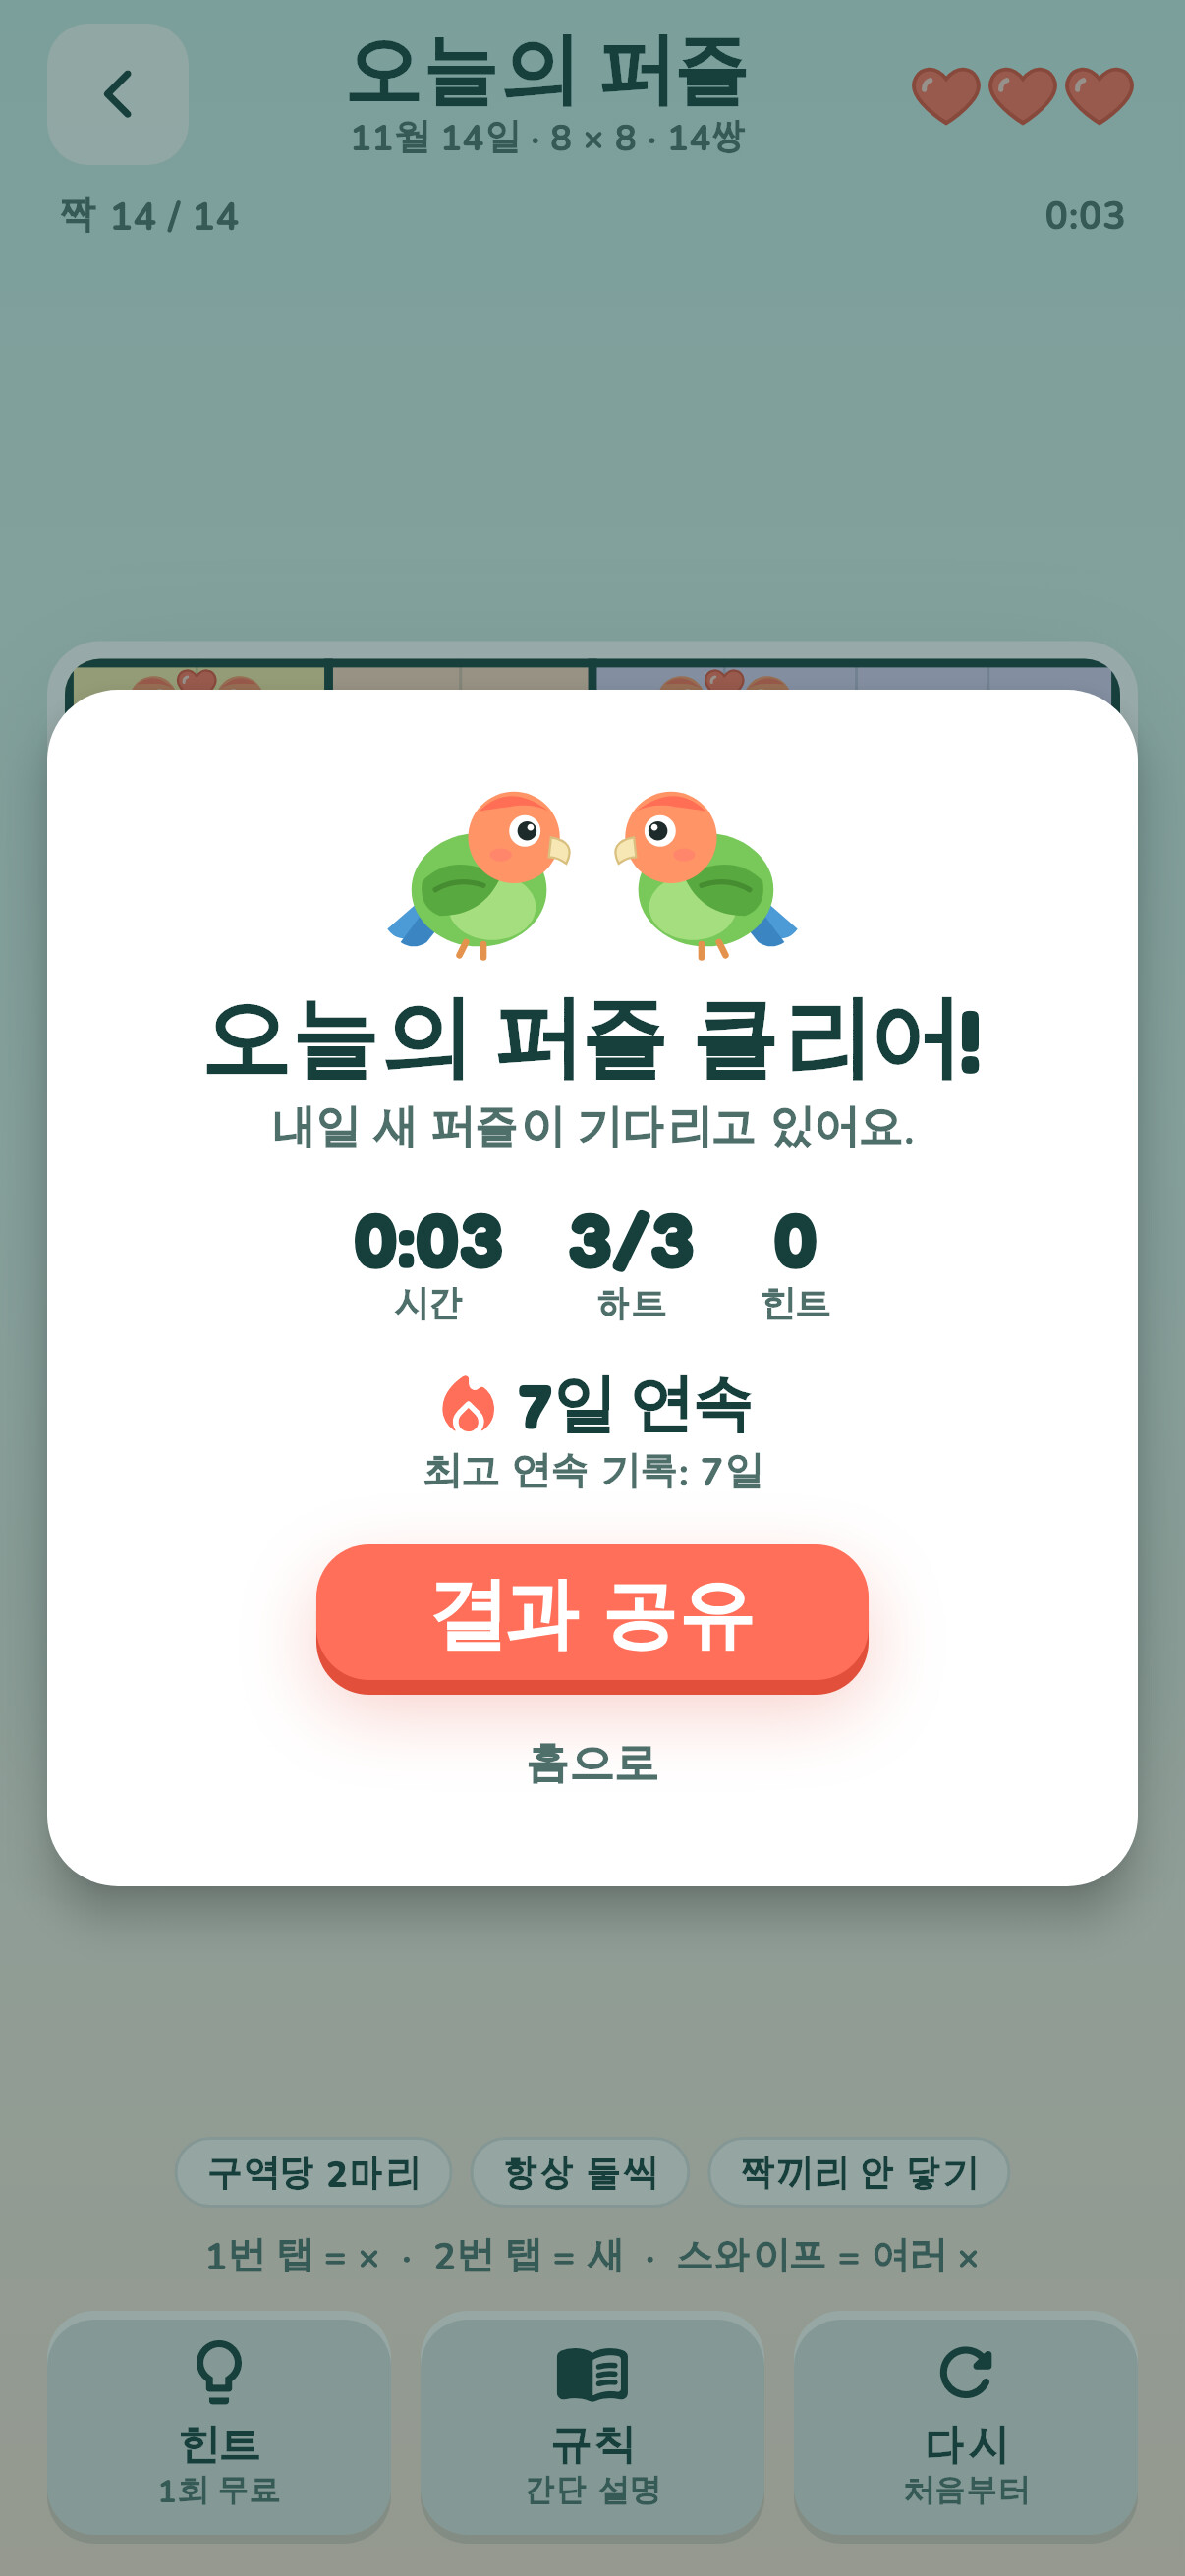 오늘의 퍼즐
11월 14일 · 8 × 8 · 14쌍
짝 14 / 14
0:03
오늘의 퍼즐 클리어!
내일 새 퍼즐이 기다리고 있어요.
0:03 3/3 0
시간 하트 힌트
7일 연속
최고 연속 기록: 7일
결과 공유
홈으로
구역당 2마리 항상 둘씩 짝끼리 안 닿기
1번 탭 = × · 2번 탭 = 새 · 스와이프 = 여러 ×
힌트 규칙 다시
1회 무료 간단 설명 처음부터